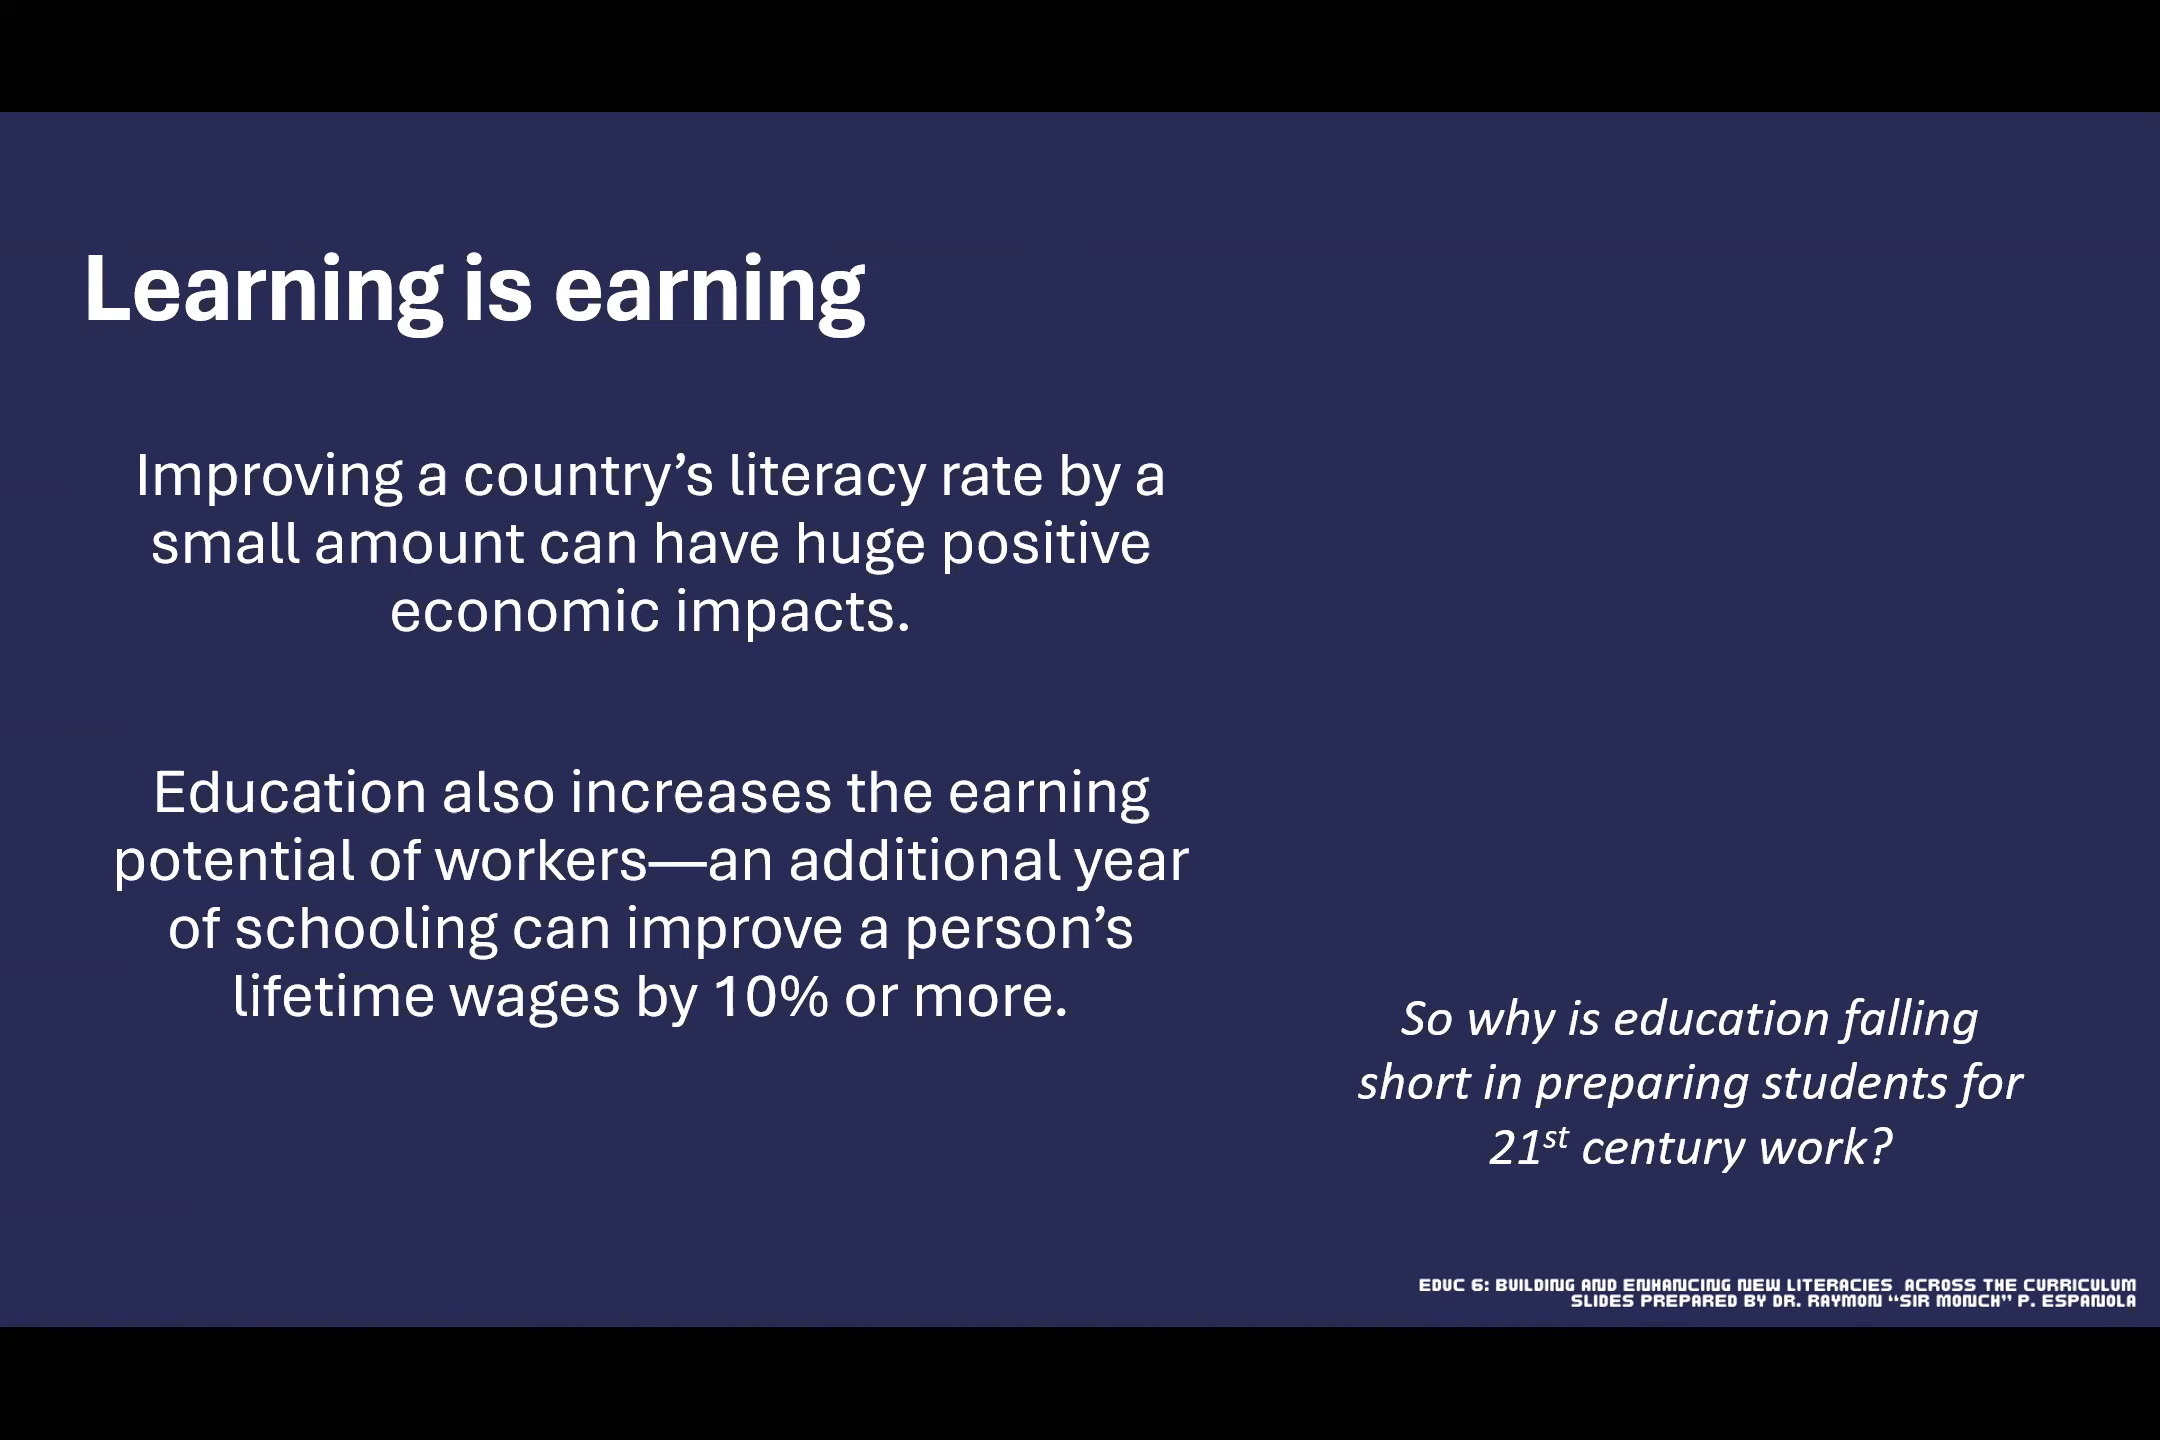 Learning is earning
Improving a country’s literacy rate by a
small amount can have huge positive
economic impacts.
Education also increases the earning
potential of workers—an additional year
of schooling can improve a person’s
lifetime wages by 10% or more.
So why is education falling
short in preparing students for
21st century work?
EDUC 6: BUILDING AND ENHANCING NEW LITERACIES ACROSS THE CURRICULUM
SLIDES PREPARED BY DR. RAYMON “SIR MONCH” P. ESPANOLA